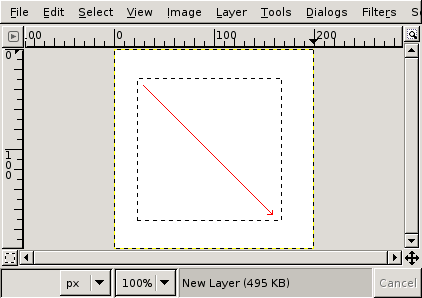 File Edit Select View Image Layer Tools Dialogs Filters S
00 0 100 200
0
100
px 100% New Layer (495 KB) Cancel